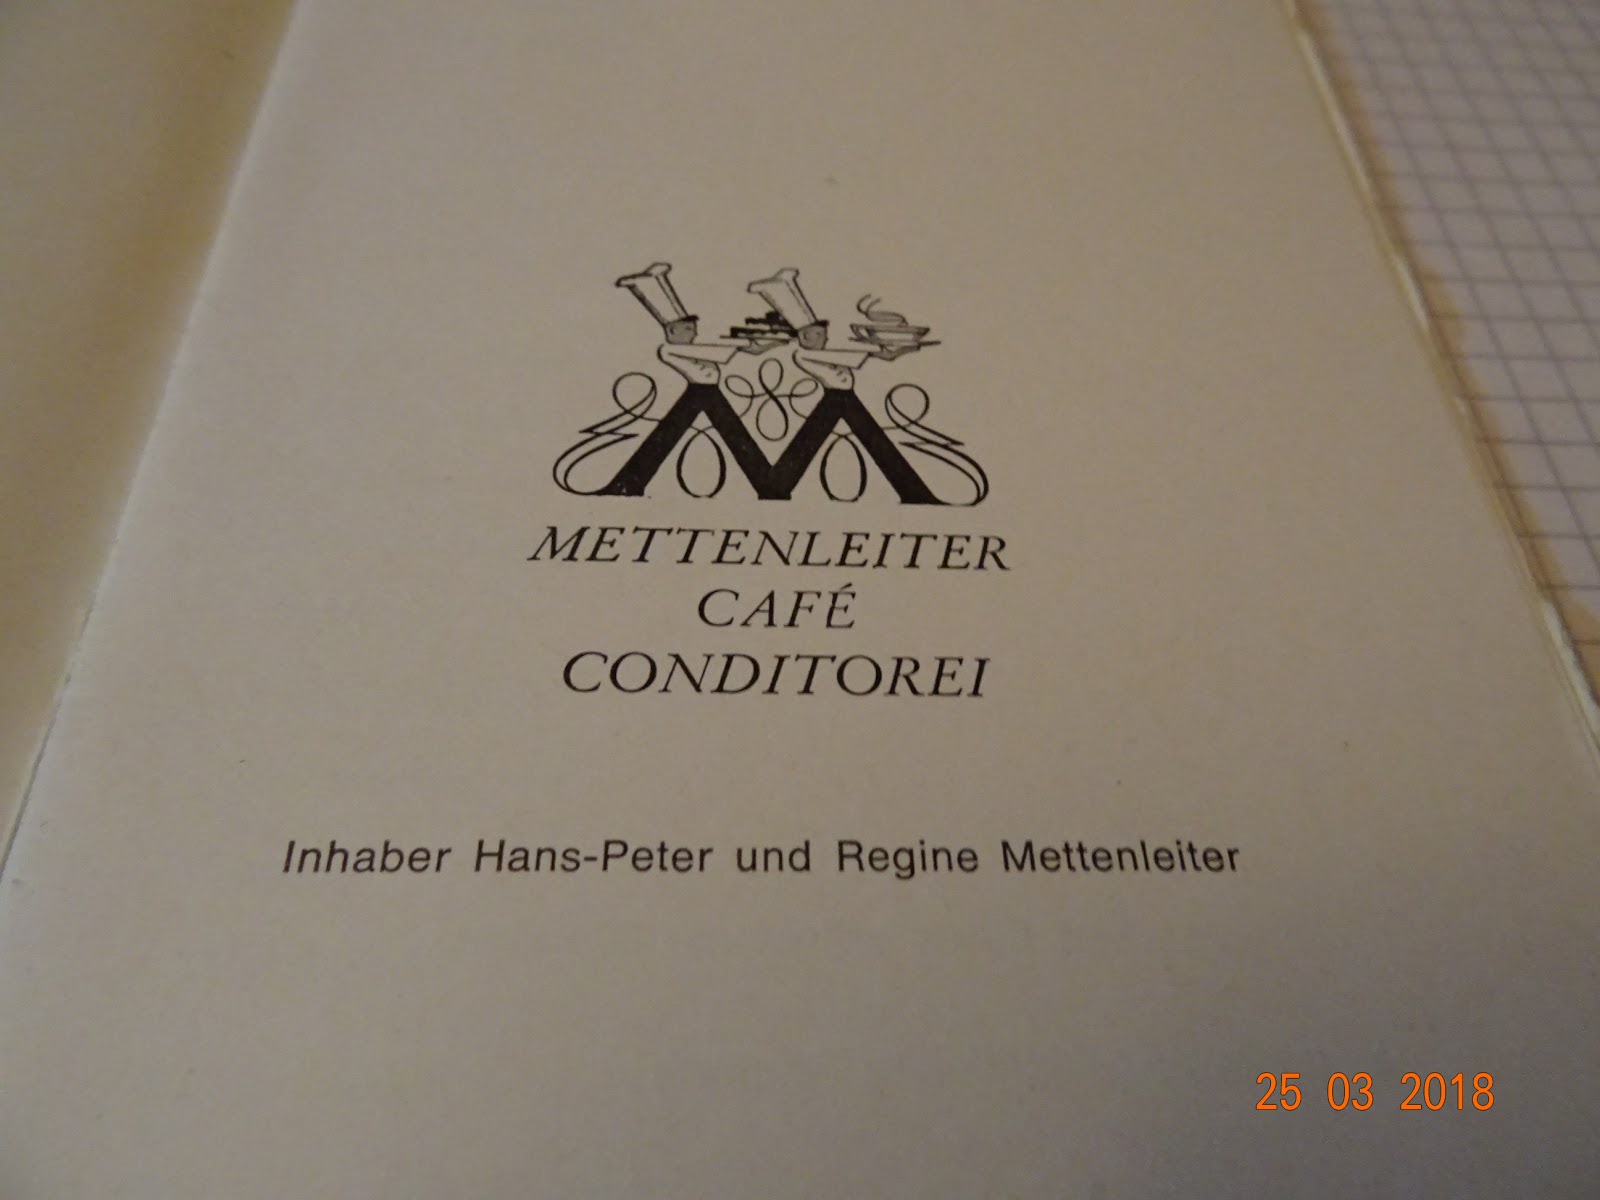 METTENLEITER
CAFÉ
CONDITOREI
Inhaber Hans-Peter und Regine Mettenleiter
25 03 2018